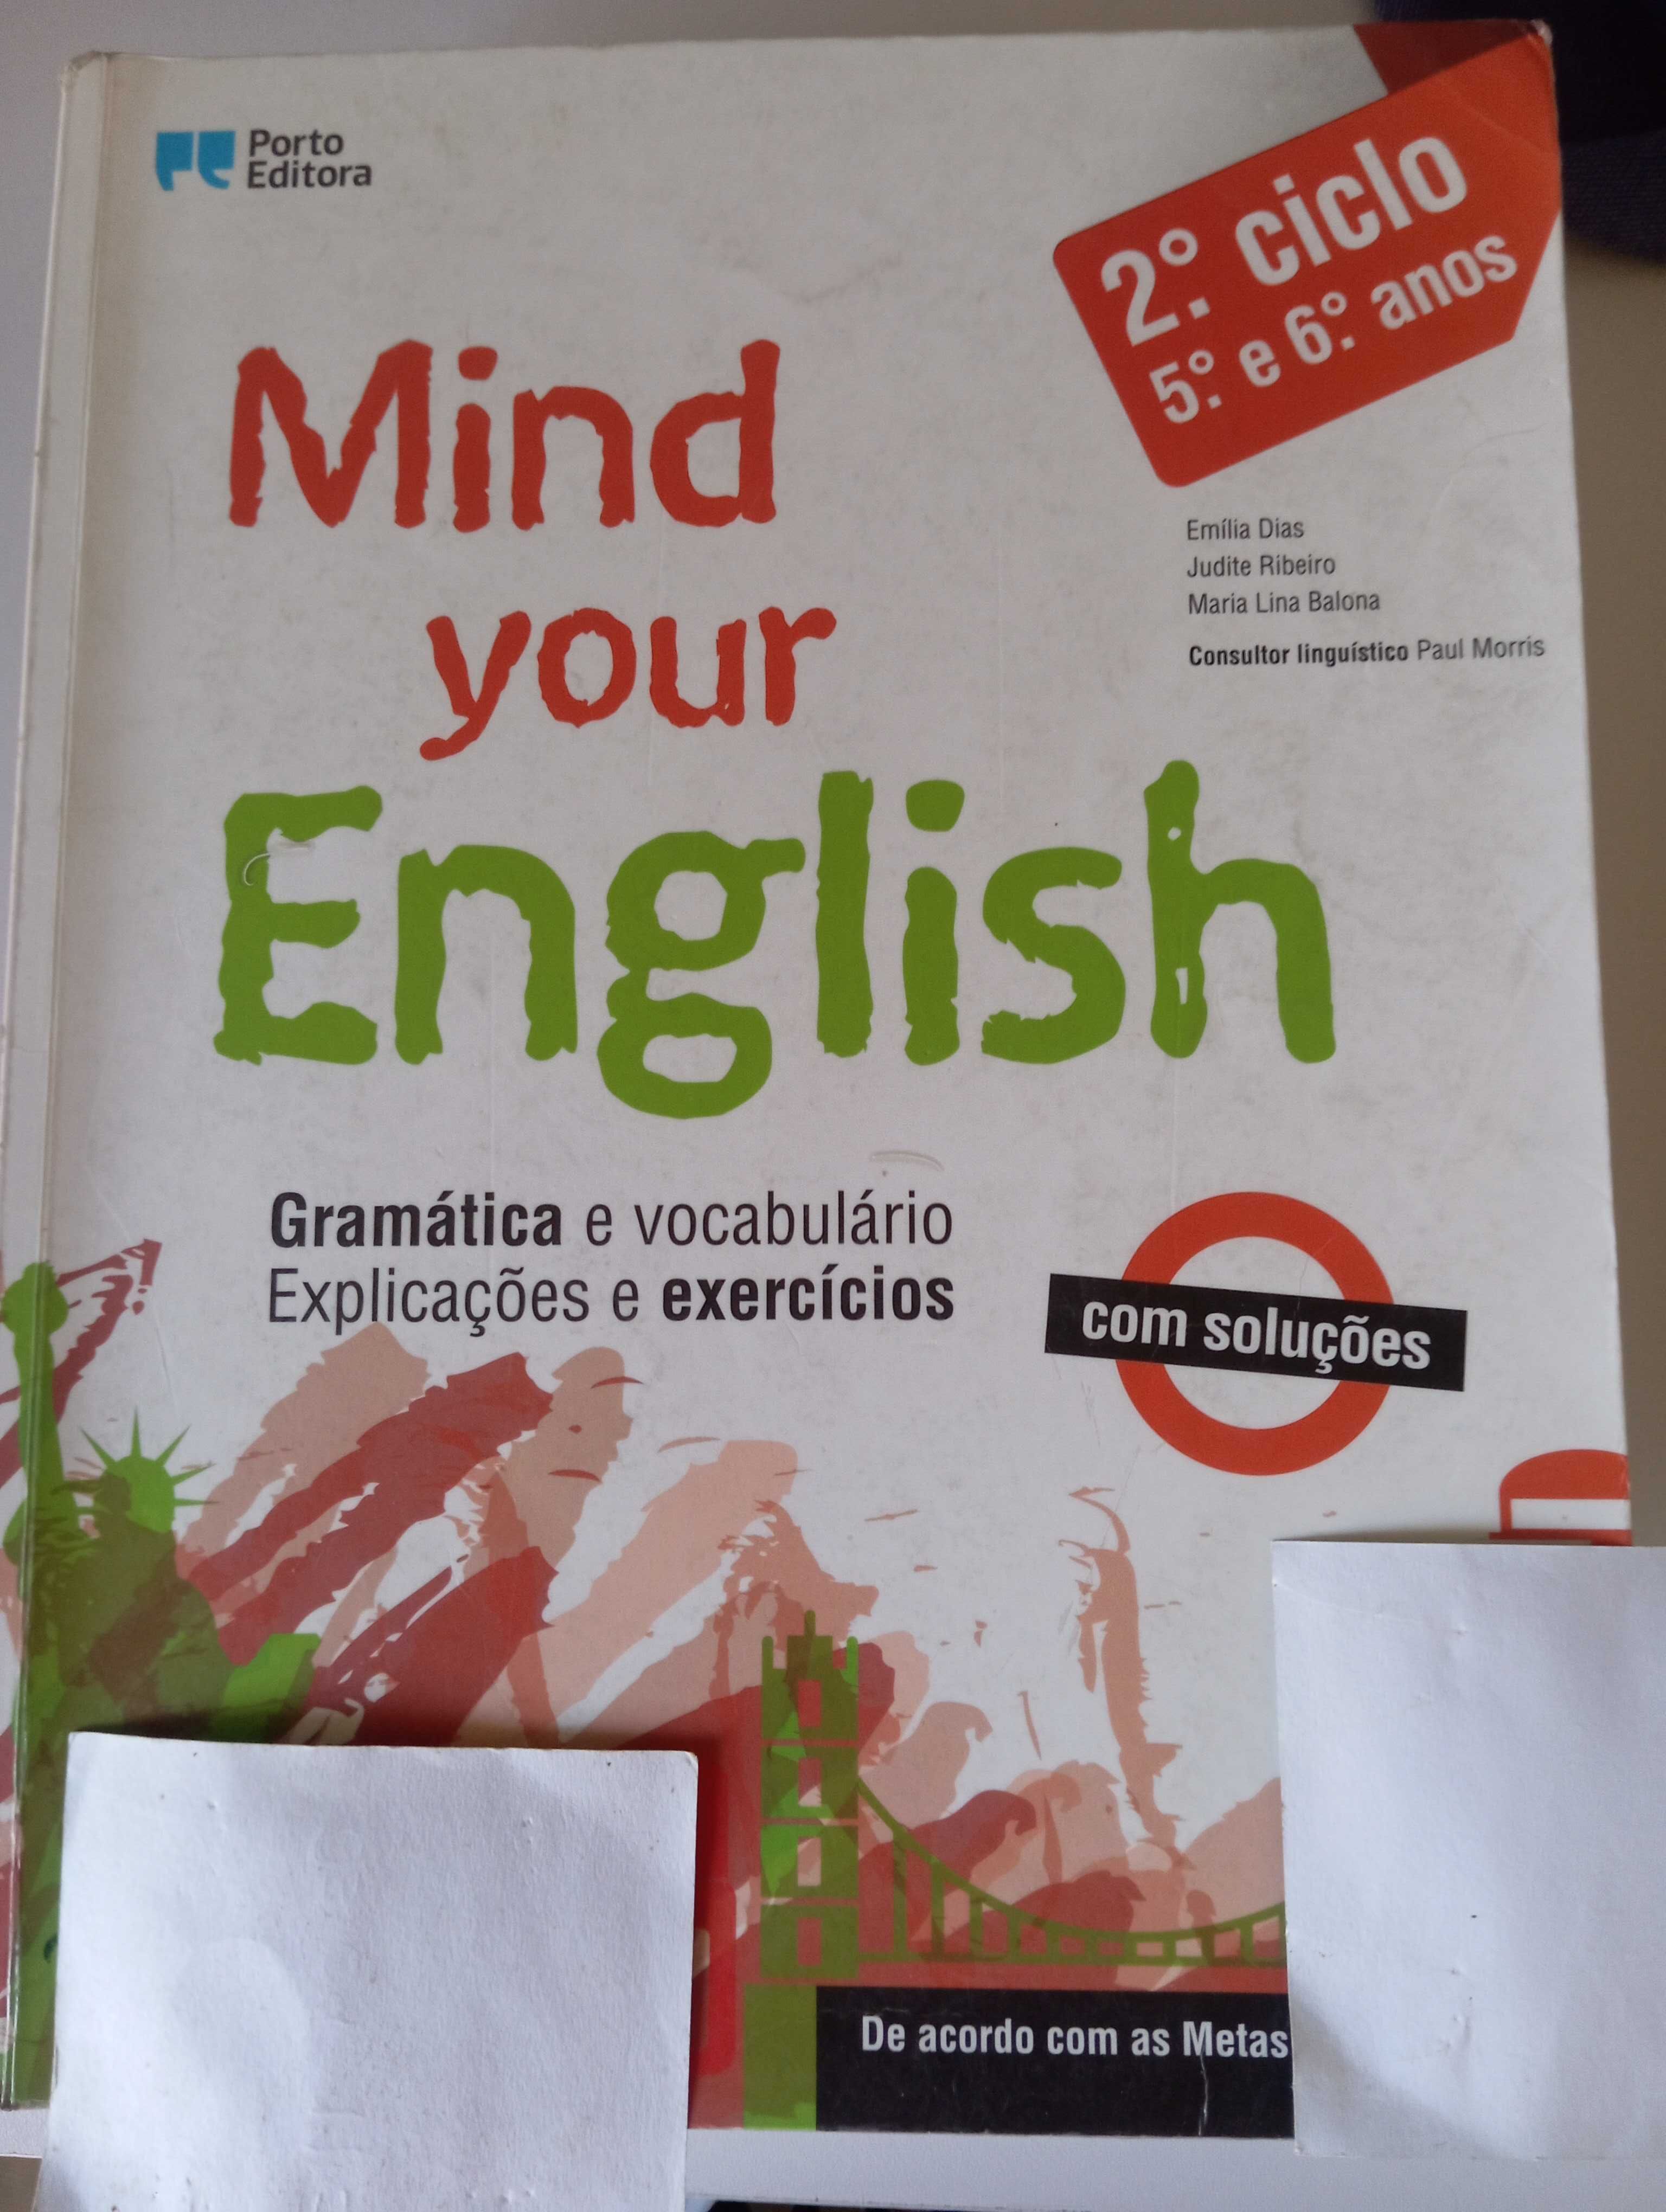 Porto
Editora
2.º ciclo
5.º e 6.º anos
Mind
your
English
Emília Dias
Judite Ribeiro
Maria Lina Balona
Consultor linguístico Paul Morris
Gramática e vocabulário
Explicações e exercícios
com soluções
De acordo com as Metas